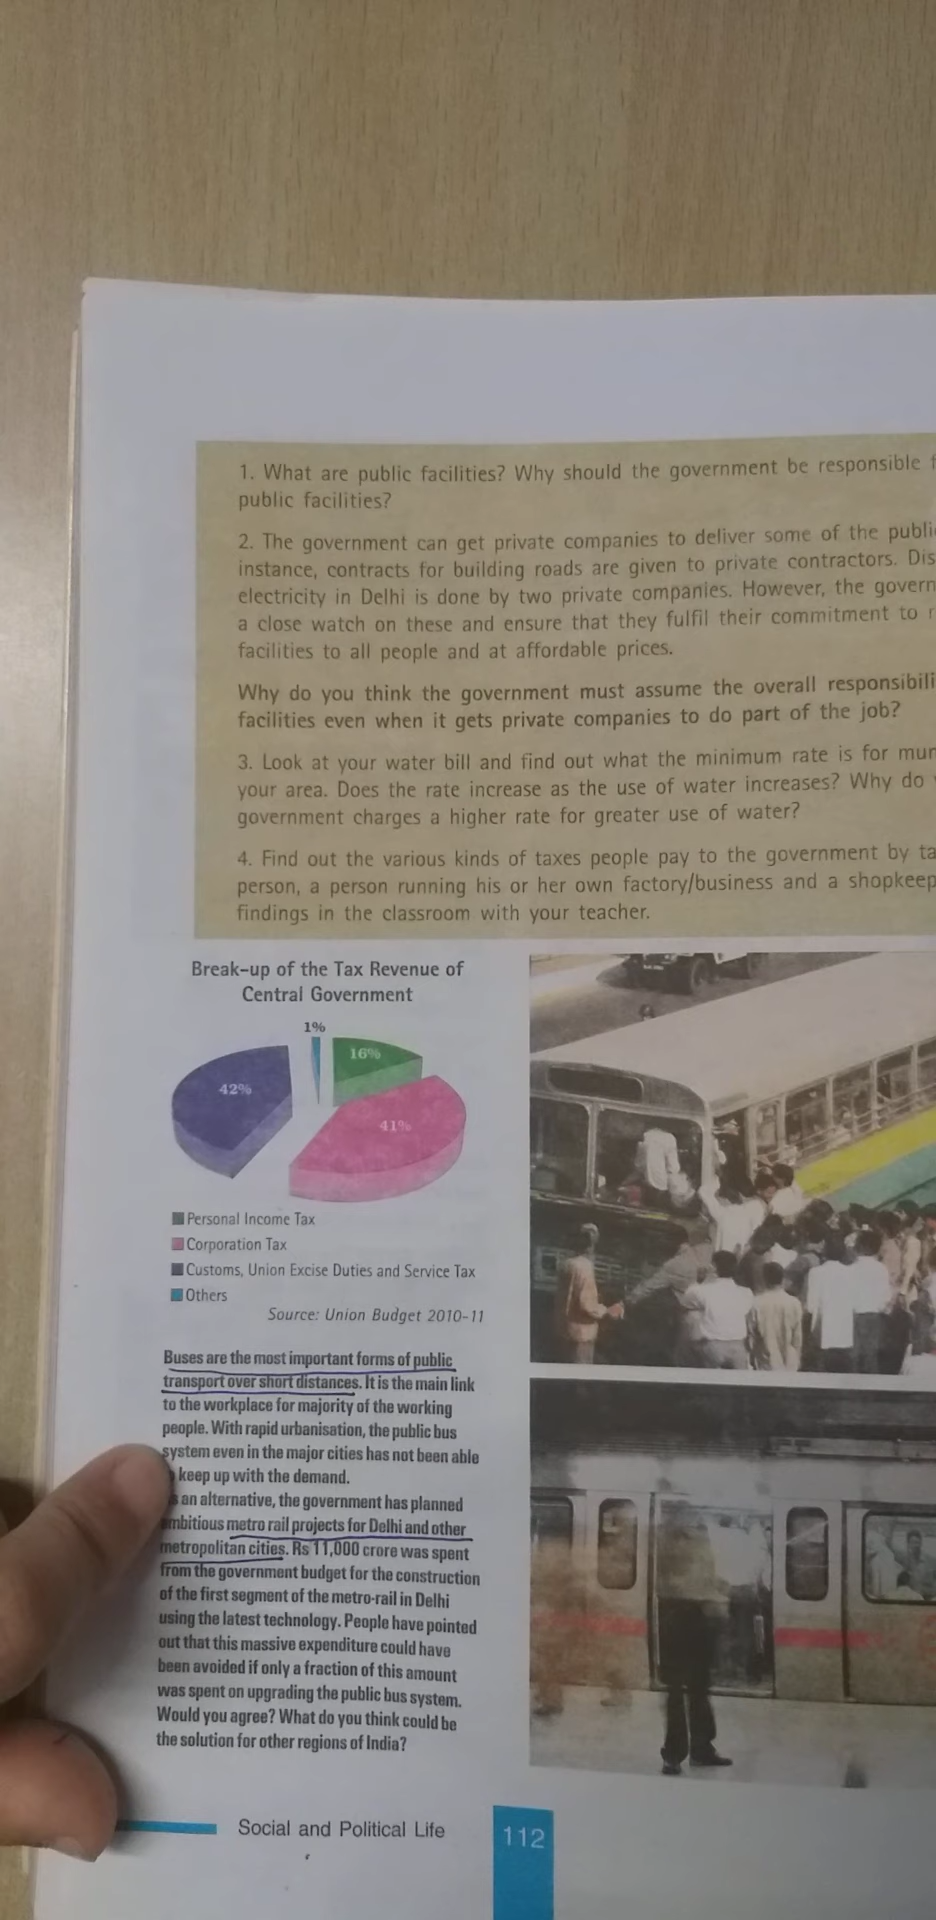 1. What are public facilities? Why should the government be responsible
public facilities?
2. The government can get private companies to deliver some of the
instance, contracts for building roads are given to private contractors.
electricity in Delhi is done by two private companies. However, the
a close watch on these and ensure that they fulfil their commitment to
facilities to all people and at affordable prices.
Why do you think the government must assume the overall
facilities even when it gets private companies to do part of the job?
3. Look at your water bill and find out what the minimum rate is for
your area. Does the rate increase as the use of water increases? Why do
government charges a higher rate for greater use of water?
4. Find out the various kinds of taxes people pay to the government by
person, a person running his or her own factory/business and a
findings in the classroom with your teacher.
Break-up of the Tax Revenue of
Central Government
1%
16%
42%
41%
Personal Income Tax
Corporation Tax
Customs, Union Excise Duties and Service Tax
Others
Source: Union Budget 2010-11
Buses are the most important forms of public
transport over short distances. It is the main link
to the workplace for majority of the working
people. With rapid urbanisation, the public bus
system even in the major cities has not been able
keep up with the demand.
an alternative, the government has planned
metro rail projects for Delhi and other
metropolitan cities. Rs 11,000 crore was spent
from the government budget for the construction
of the first segment of the metro-rail in Delhi
using the latest technology. People have pointed
out that this massive expenditure could have
been avoided if only a fraction of this amount
was spent on upgrading the public bus system.
Would you agree? What do you think could be
the solution for other regions of India?
Social and Political Life
112